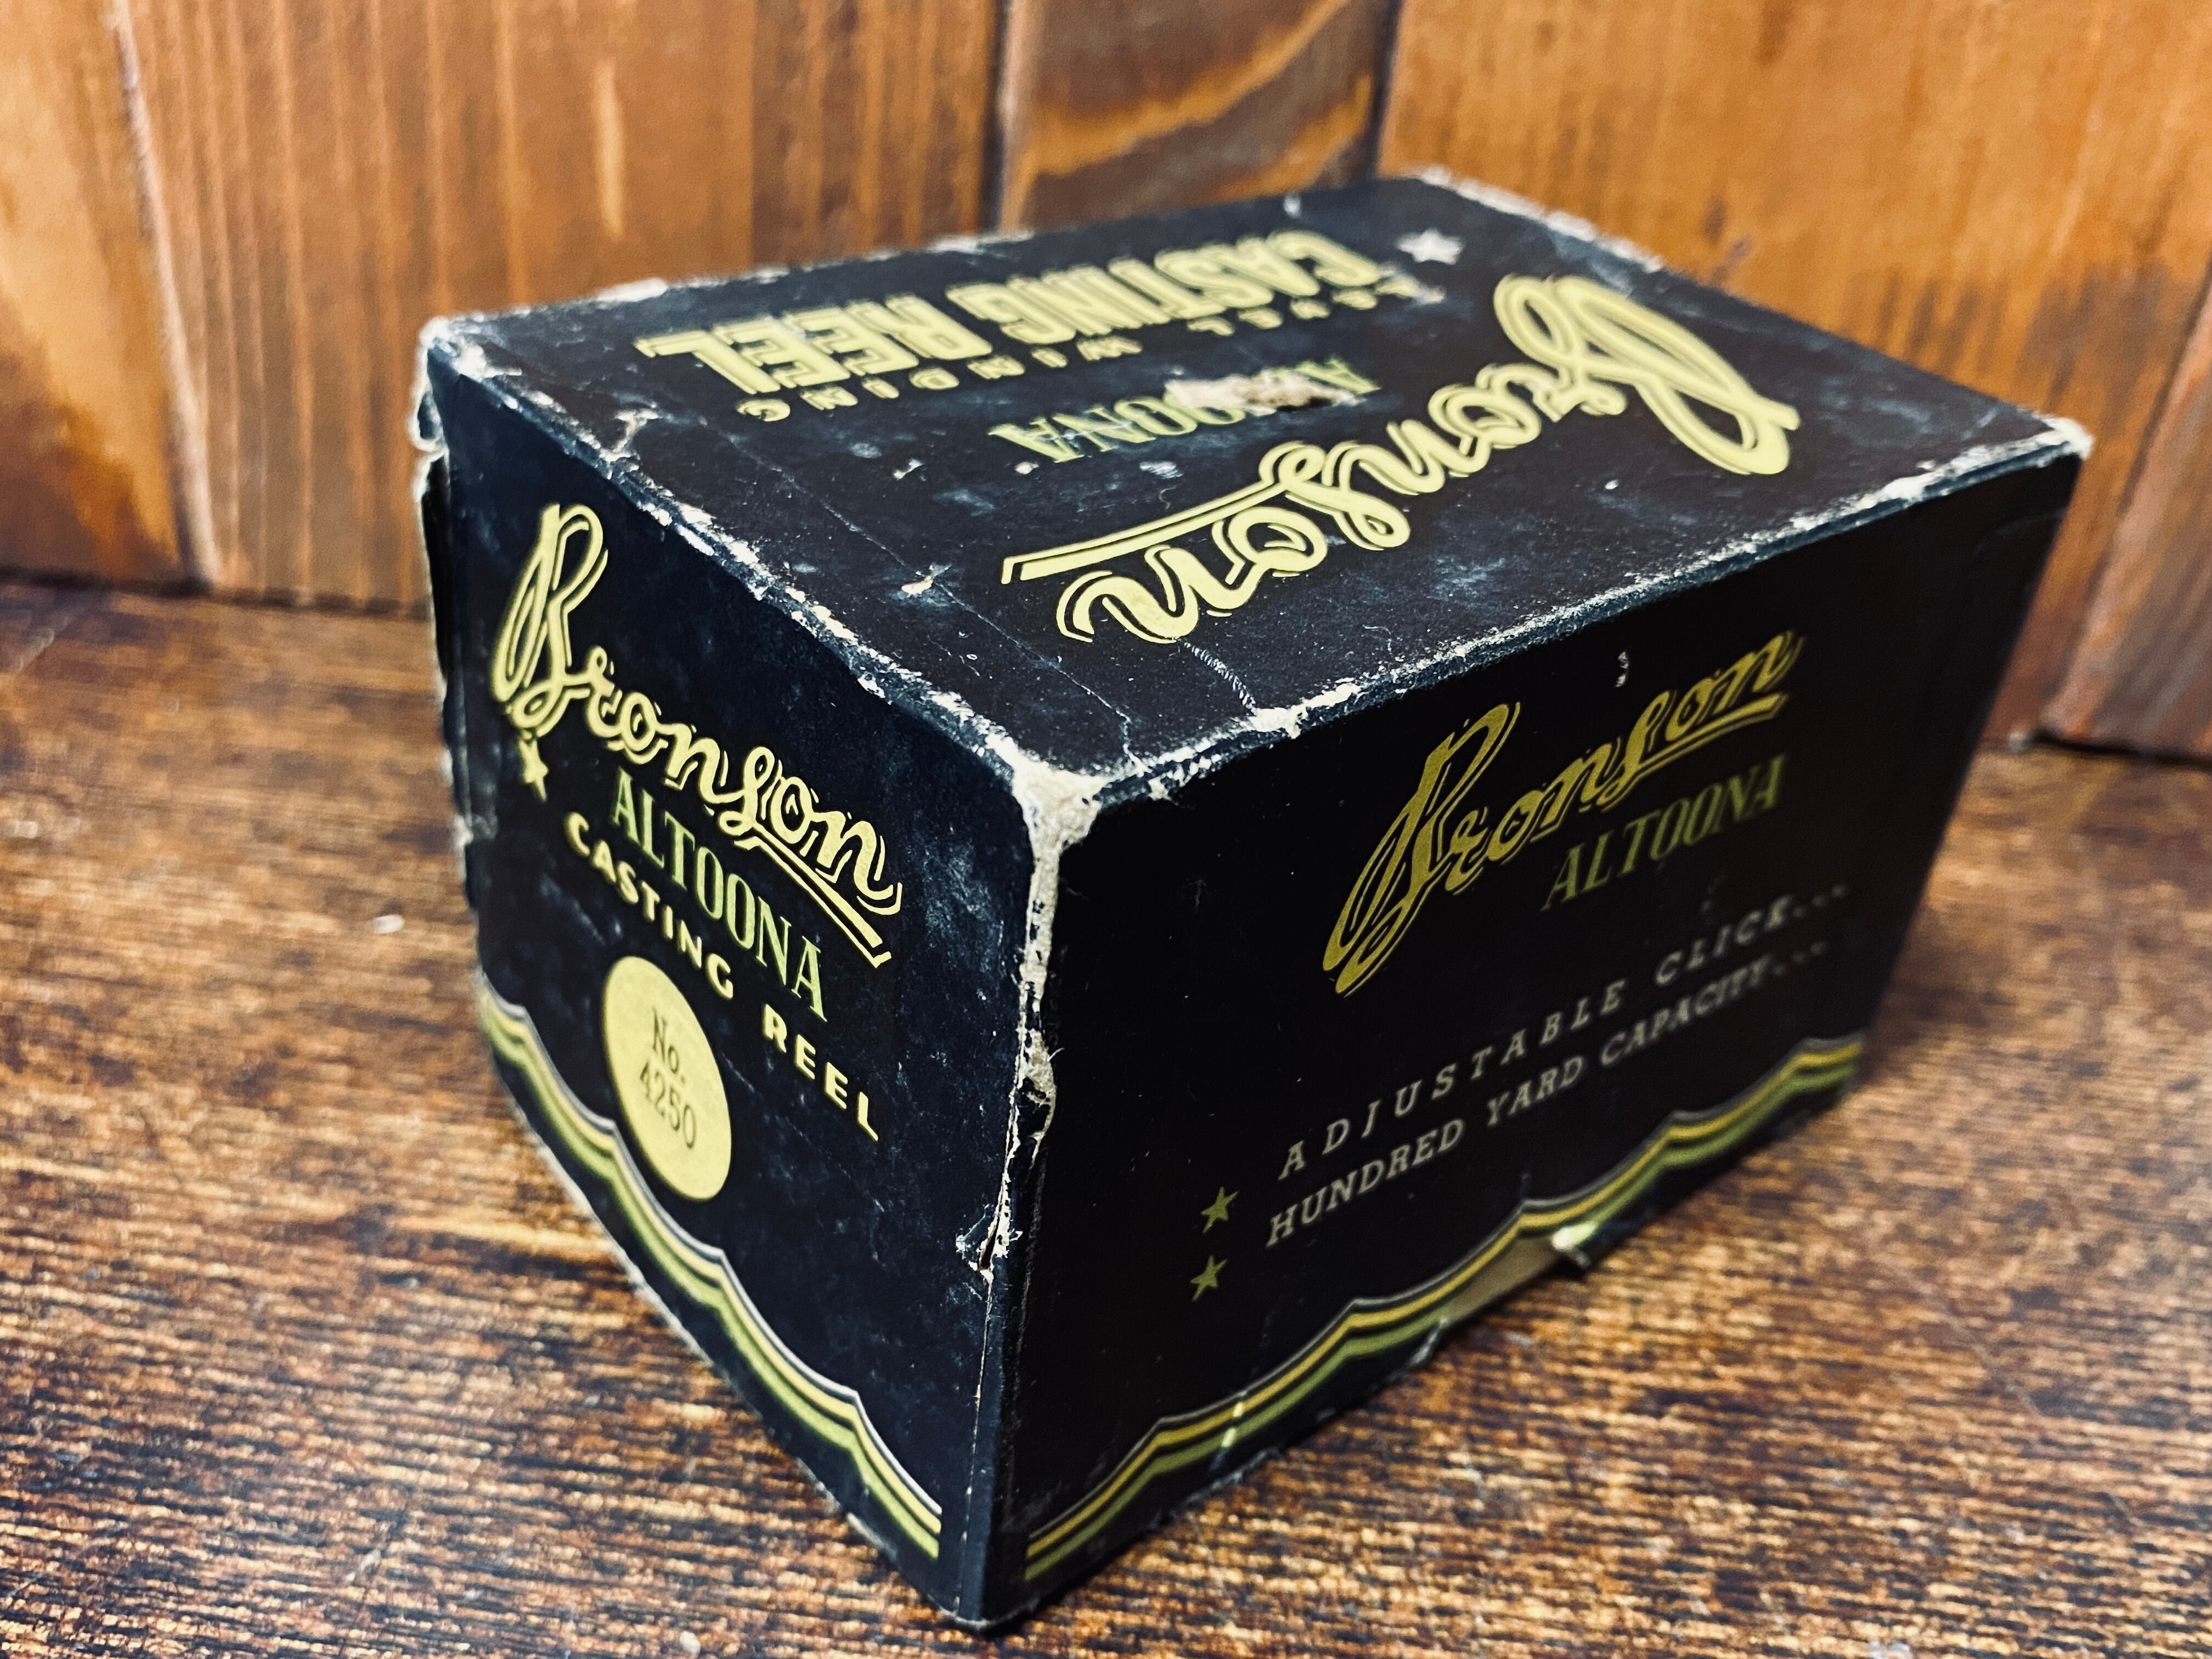 Bronson
ALTOONA
LEVEL WINDING
CASTING REEL
Bronson
ALTOONA
CASTING REEL
No.
4250
Bronson
ALTOONA
ADJUSTABLE CLICK...
HUNDRED YARD CAPACITY...